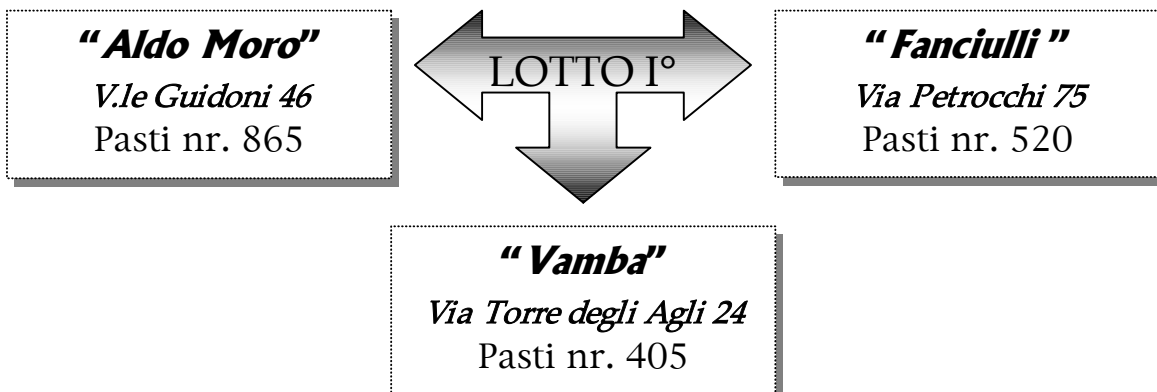 “Aldo Moro”
V.le Guidoni 46
Pasti nr. 865
LOTTO I°
“Fanciulli ”
Via Petrocchi 75
Pasti nr. 520
“Vamba”
Via Torre degli Agli 24
Pasti nr. 405